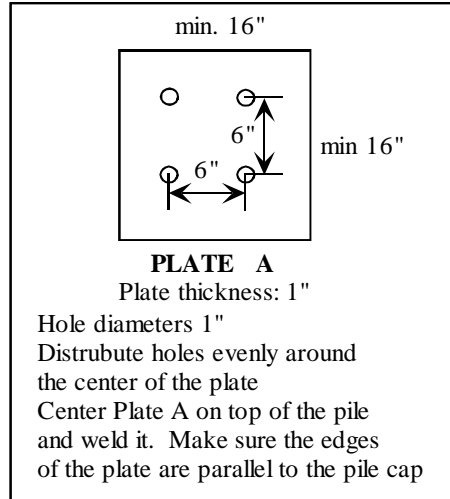 min. 16"
6"
min 16"
6"
PLATE A
Plate thickness: 1"
Hole diameters 1"
Distrubute holes evenly around
the center of the plate
Center Plate A on top of the pile
and weld it. Make sure the edges
of the plate are parallel to the pile cap